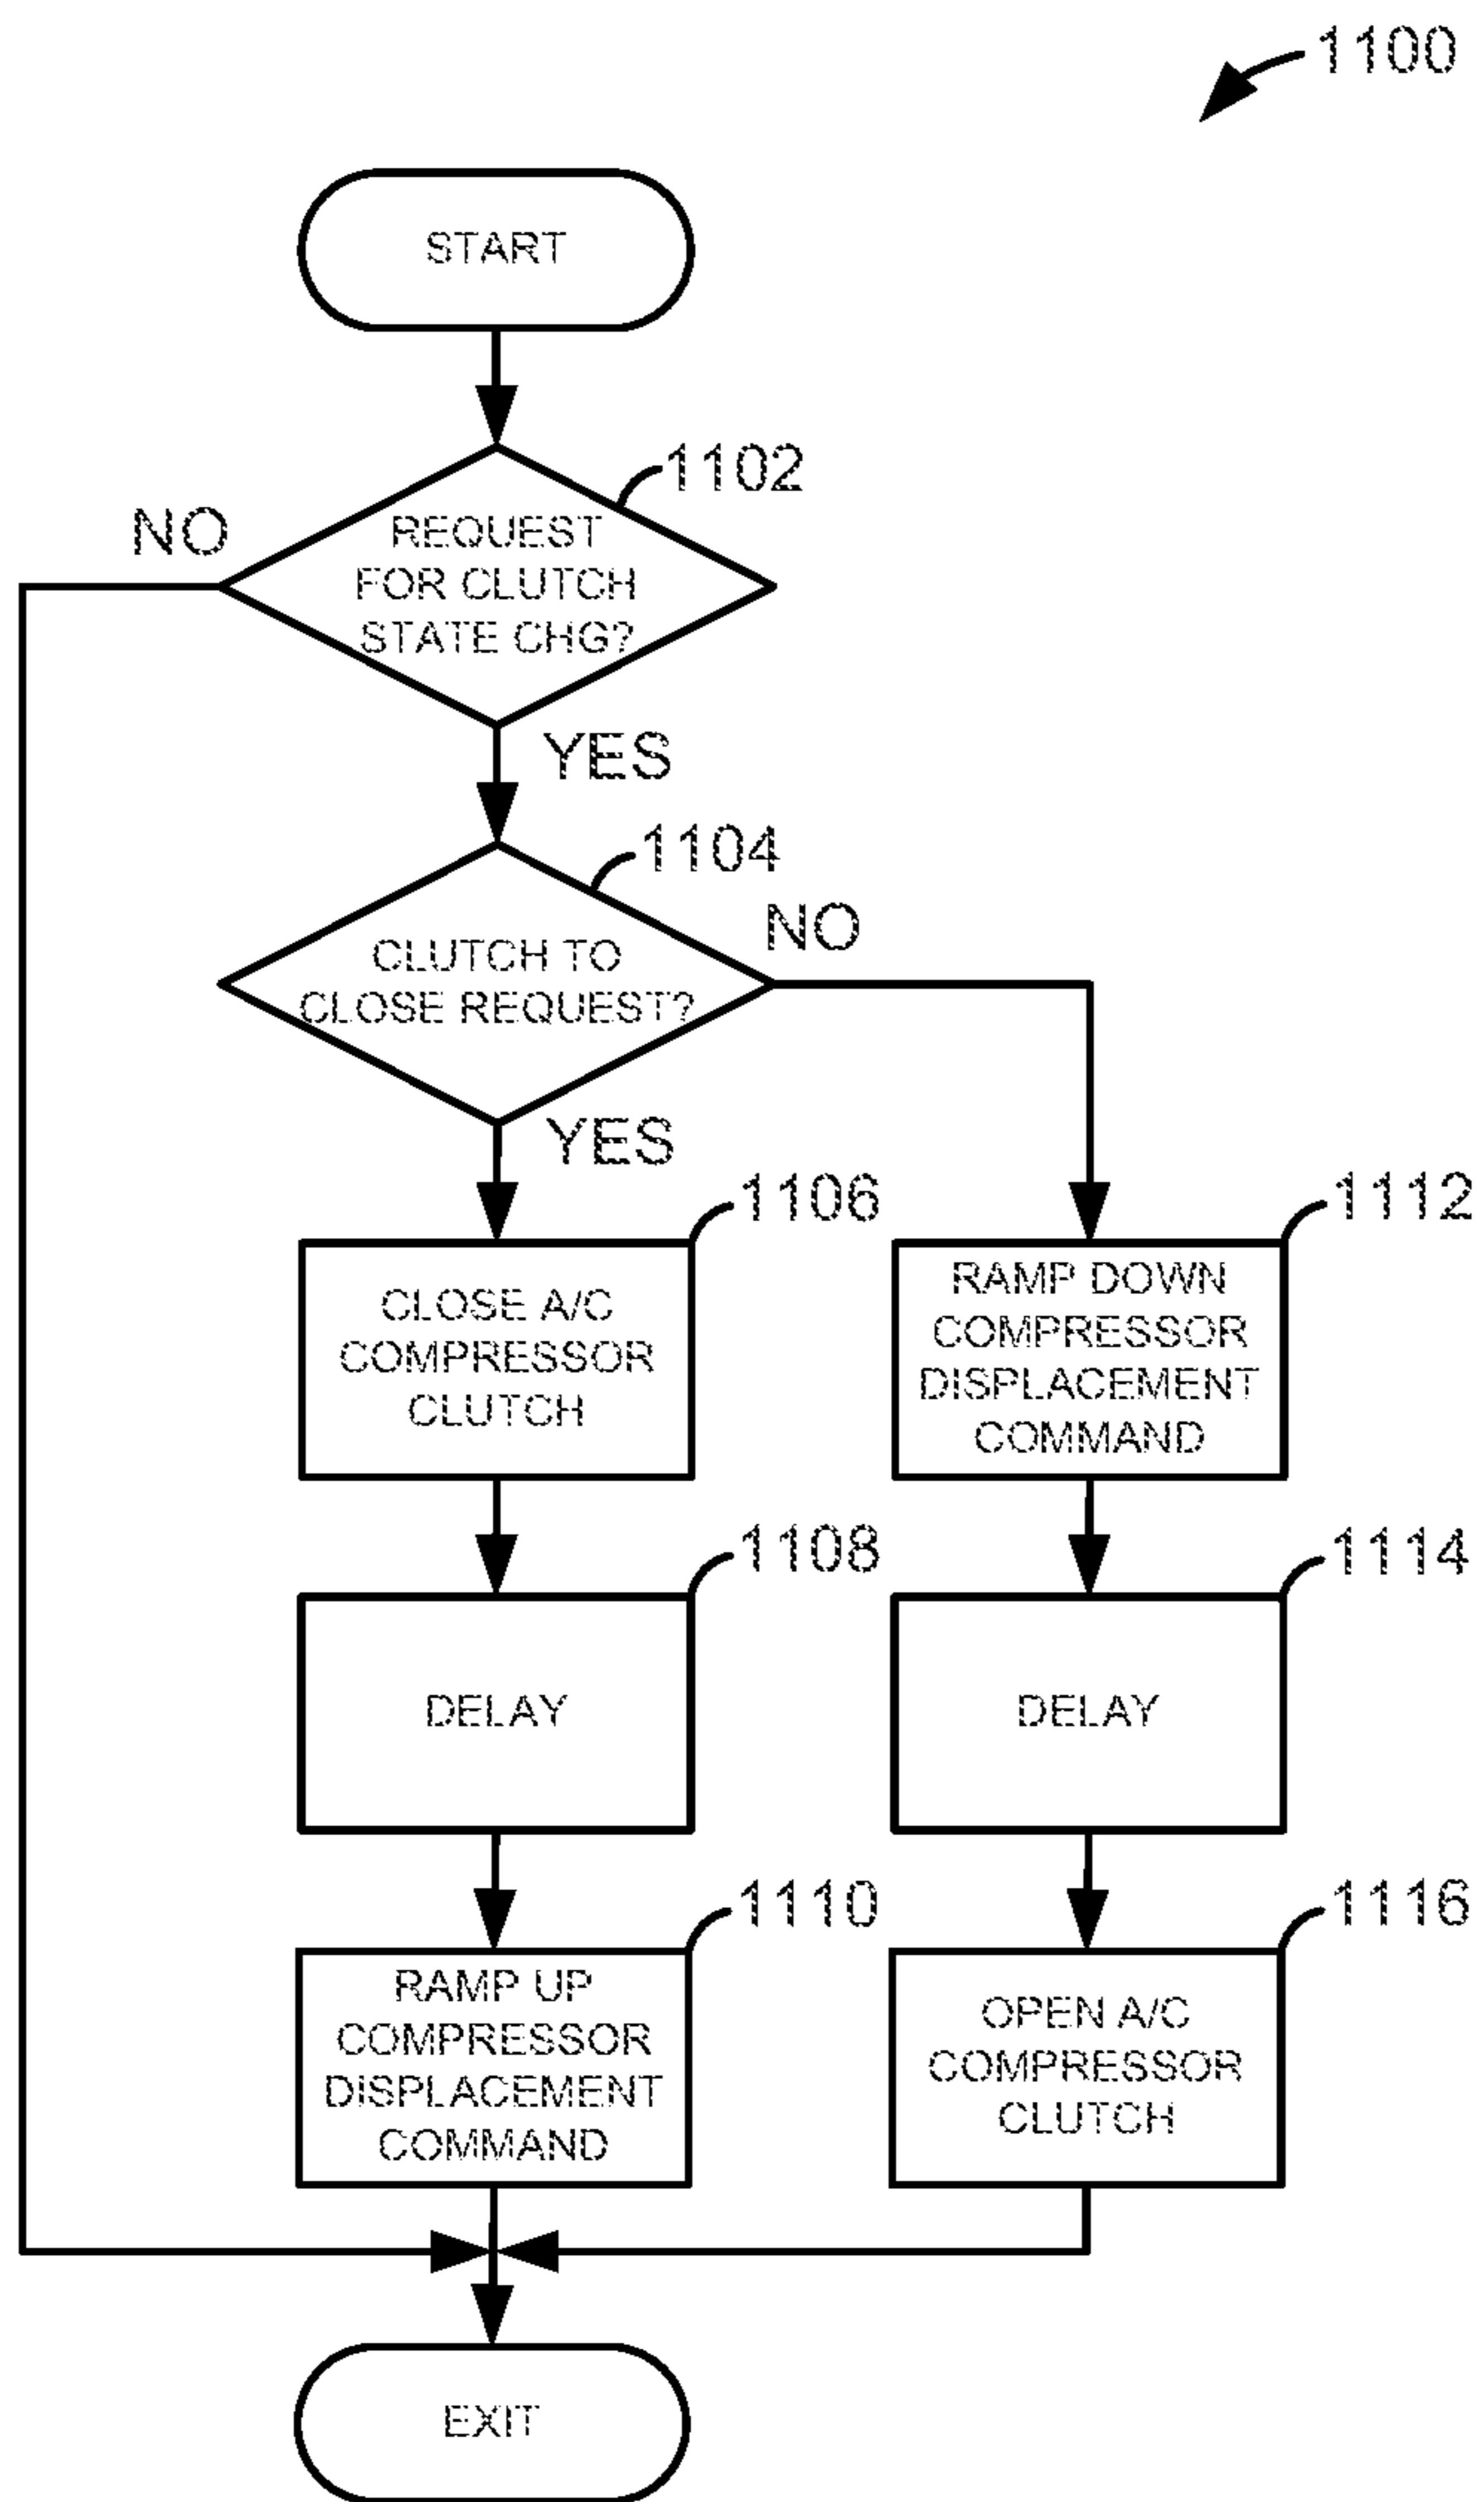 1100
START
1102
NO
REQUEST
FOR CLUTCH
STATE CHG?
YES
1104
NO
CLUTCH TO
CLOSE REQUEST?
YES
1106
CLOSE A/C
COMPRESSOR
CLUTCH
1112
RAMP DOWN
COMPRESSOR
DISPLACEMENT
COMMAND
1108
DELAY
1114
DELAY
1110
RAMP UP
COMPRESSOR
DISPLACEMENT
COMMAND
1116
OPEN A/C
COMPRESSOR
CLUTCH
EXIT